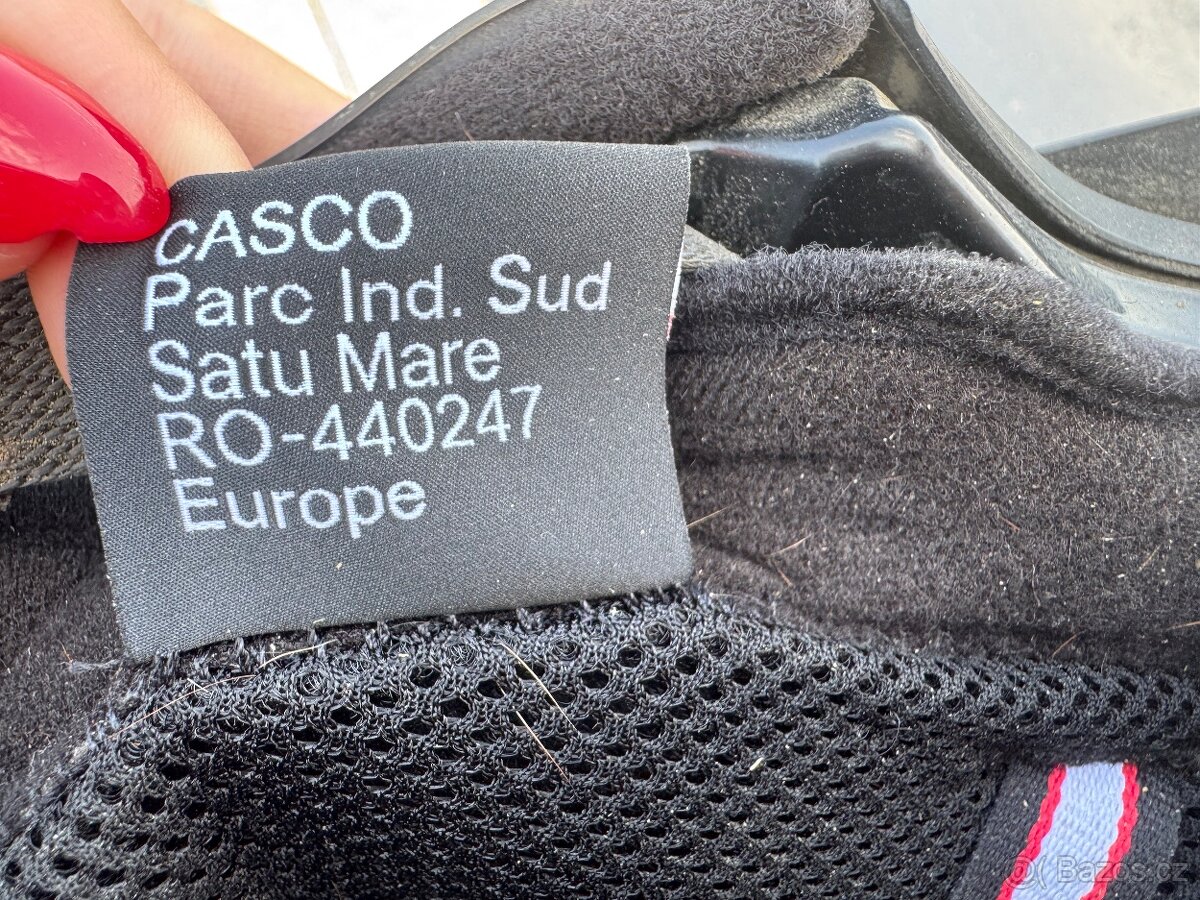 CASCO
Parc Ind. Sud
Satu Mare
RO-440247
Europe
Bazos.cz